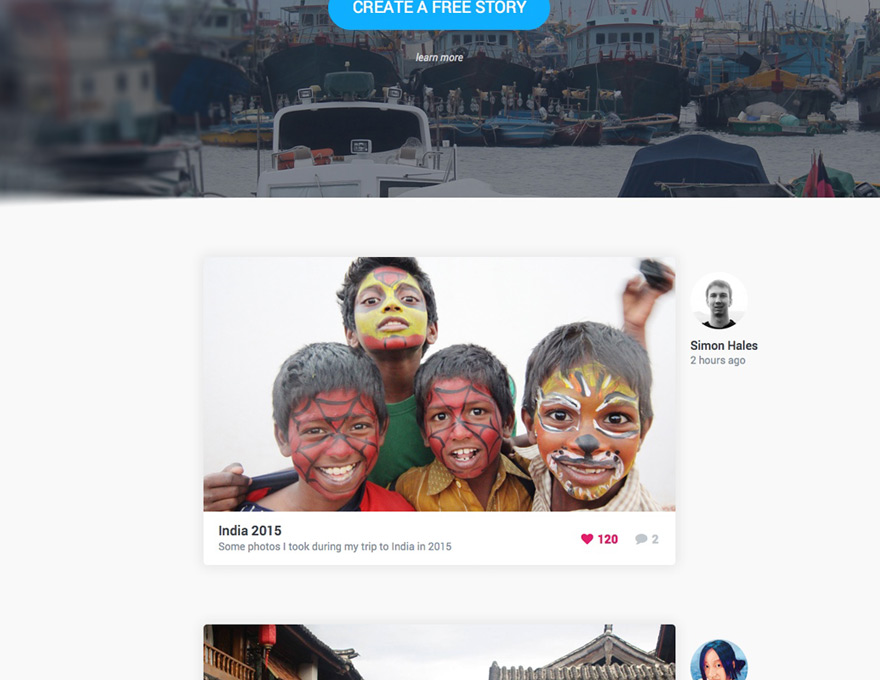 CREATE A FREE STORY
learn more
Simon Hales
2 hours ago
India 2015
Some photos I took during my trip to India in 2015
120
2